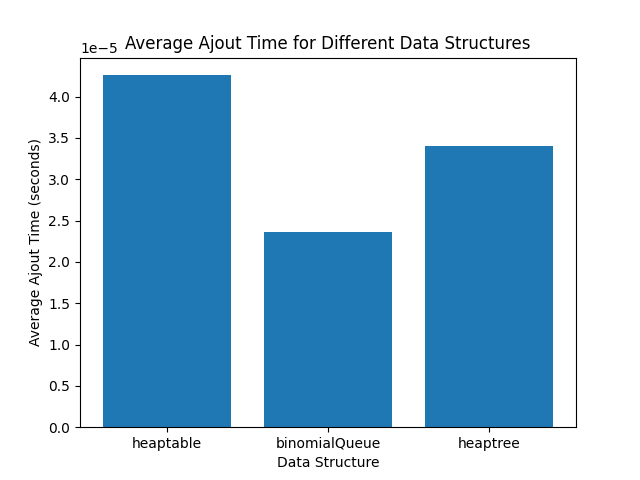 Average Ajout Time for Different Data Structures
1e−5
Average Ajout Time (seconds)
4.0
3.5
3.0
2.5
2.0
1.5
1.0
0.5
0.0
heaptable binomialQueue heaptree
Data Structure